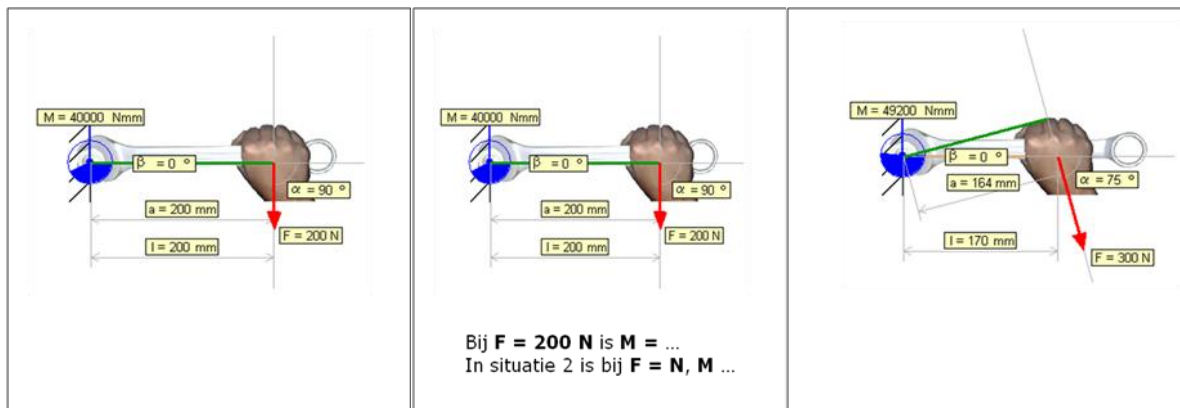 M = 40000 Nmm
β = 0 °
α = 90 °
a = 200 mm
F = 200 N
l = 200 mm
M = 40000 Nmm
β = 0 °
α = 90 °
a = 200 mm
F = 200 N
l = 200 mm
Bij F = 200 N is M = ...
In situatie 2 is bij F = N, M ...
M = 49200 Nmm
β = 0 °
α = 75 °
a = 164 mm
l = 170 mm
F = 300 N